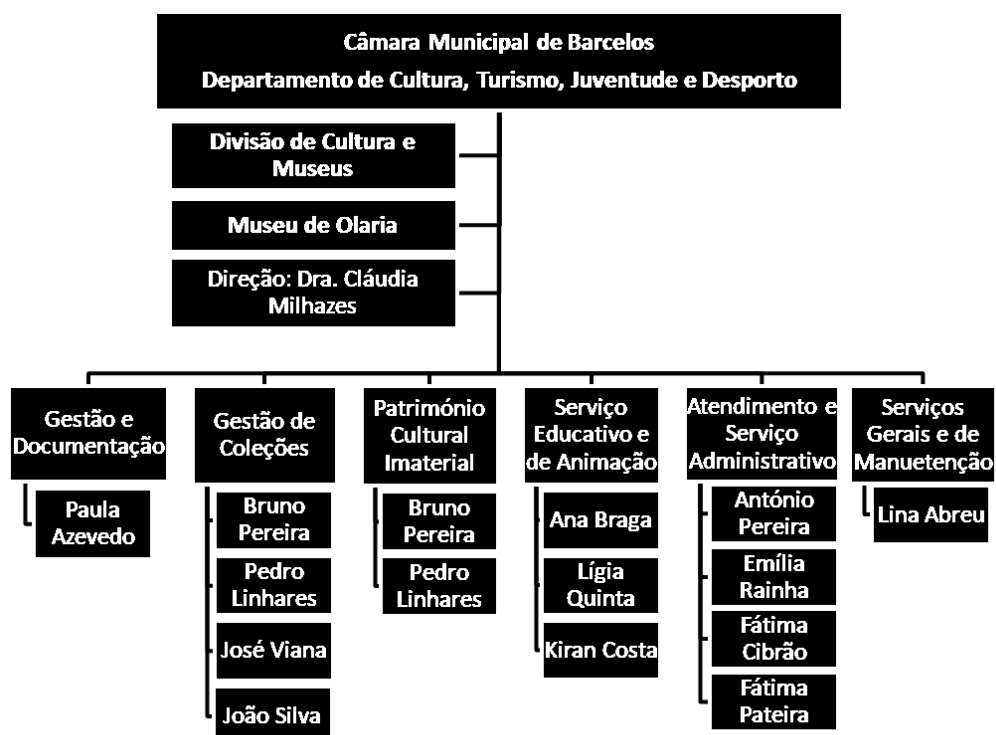 Câmara Municipal de Barcelos
Departamento de Cultura, Turismo, Juventude e Desporto
Divisão de Cultura e
Museus
Museu de Olaria
Direção: Dra. Cláudia
Milhazes
Gestão e
Documentação
Paula
Azevedo
Gestão de
Coleções
Bruno
Pereira
Pedro
Linhares
José Viana
João Silva
Património
Cultural
Imaterial
Bruno
Pereira
Pedro
Linhares
Serviço
Educativo e
de Animação
Ana Braga
Lígia
Quinta
Kiran Costa
Atendimento e
Serviço
Administrativo
António
Pereira
Emília
Rainha
Fátima
Cibrão
Fátima
Pateira
Serviços
Gerais e de
Manuetenção
Lina Abreu